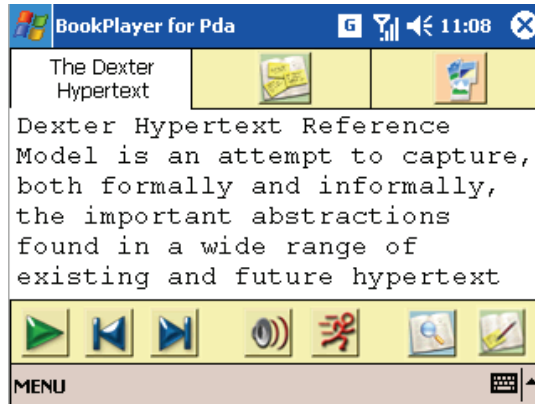 BookPlayer for Pda G 11:08
The Dexter
Hypertext
Dexter Hypertext Reference
Model is an attempt to capture,
both formally and informally,
the important abstractions
found in a wide range of
existing and future hypertext
MENU